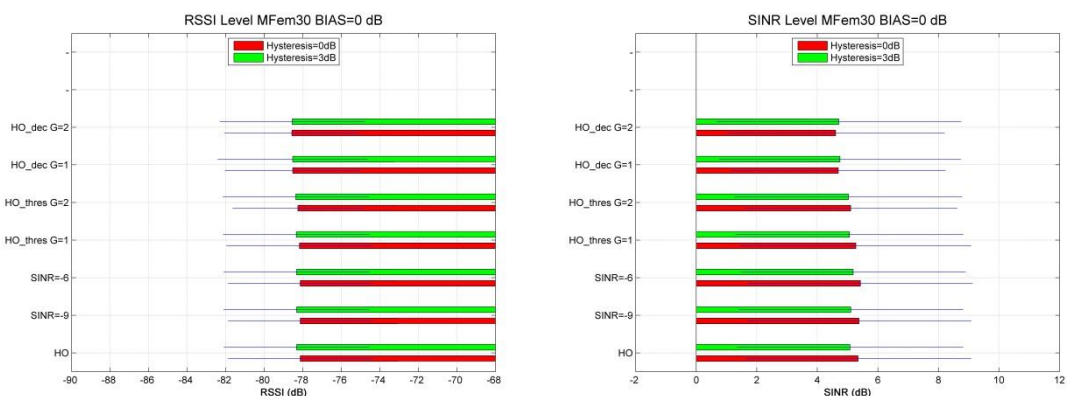 RSSI Level MFem30 BIAS=0 dB
Hysteresis=0dB
Hysteresis=3dB
-
-
HO_dec G=2
HO_dec G=1
HO_thres G=2
HO_thres G=1
SINR=-6
SINR=-9
HO
-90 -88 -86 -84 -82 -80 -78 -76 -74 -72 -70 -68
RSSI (dB)
SINR Level MFem30 BIAS=0 dB
Hysteresis=0dB
Hysteresis=3dB
-
-
HO_dec G=2
HO_dec G=1
HO_thres G=2
HO_thres G=1
SINR=-6
SINR=-9
HO
-2 0 2 4 6 8 10 12
SINR (dB)